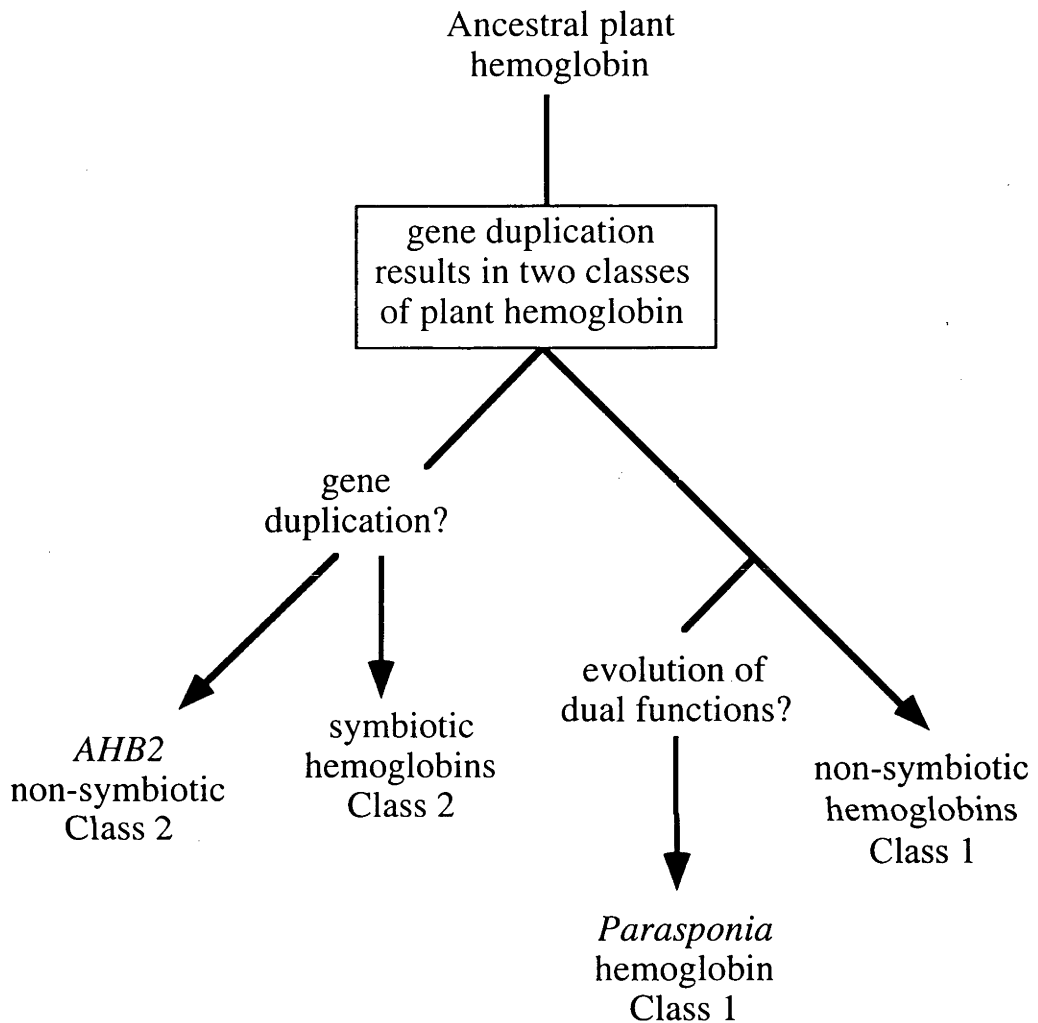 Ancestral plant
hemoglobin
gene duplication
results in two classes
of plant hemoglobin
gene
duplication?
evolution of
dual functions?
AHB2
non-symbiotic
Class 2
symbiotic
hemoglobins
Class 2
non-symbiotic
hemoglobins
Class 1
Parasponia
hemoglobin
Class 1